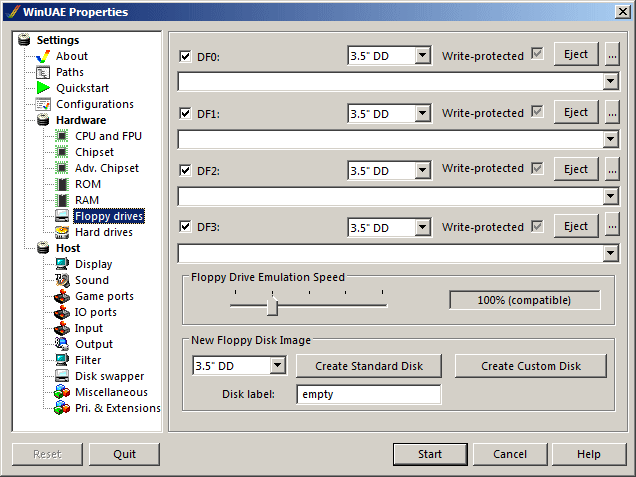 WinUAE Properties
Settings
About
Paths
Quickstart
Configurations
Hardware
CPU and FPU
Chipset
Adv. Chipset
ROM
RAM
Floppy drives
Hard drives
Host
Display
Sound
Game ports
IO ports
Input
Output
Filter
Disk swapper
Miscellaneous
Pri. & Extensions
DF0: 3.5" DD Write-protected Eject ...
DF1: 3.5" DD Write-protected Eject ...
DF2: 3.5" DD Write-protected Eject ...
DF3: 3.5" DD Write-protected Eject ...
Floppy Drive Emulation Speed
100% (compatible)
New Floppy Disk Image
3.5" DD Create Standard Disk Create Custom Disk
Disk label: empty
Reset Quit Start Cancel Help